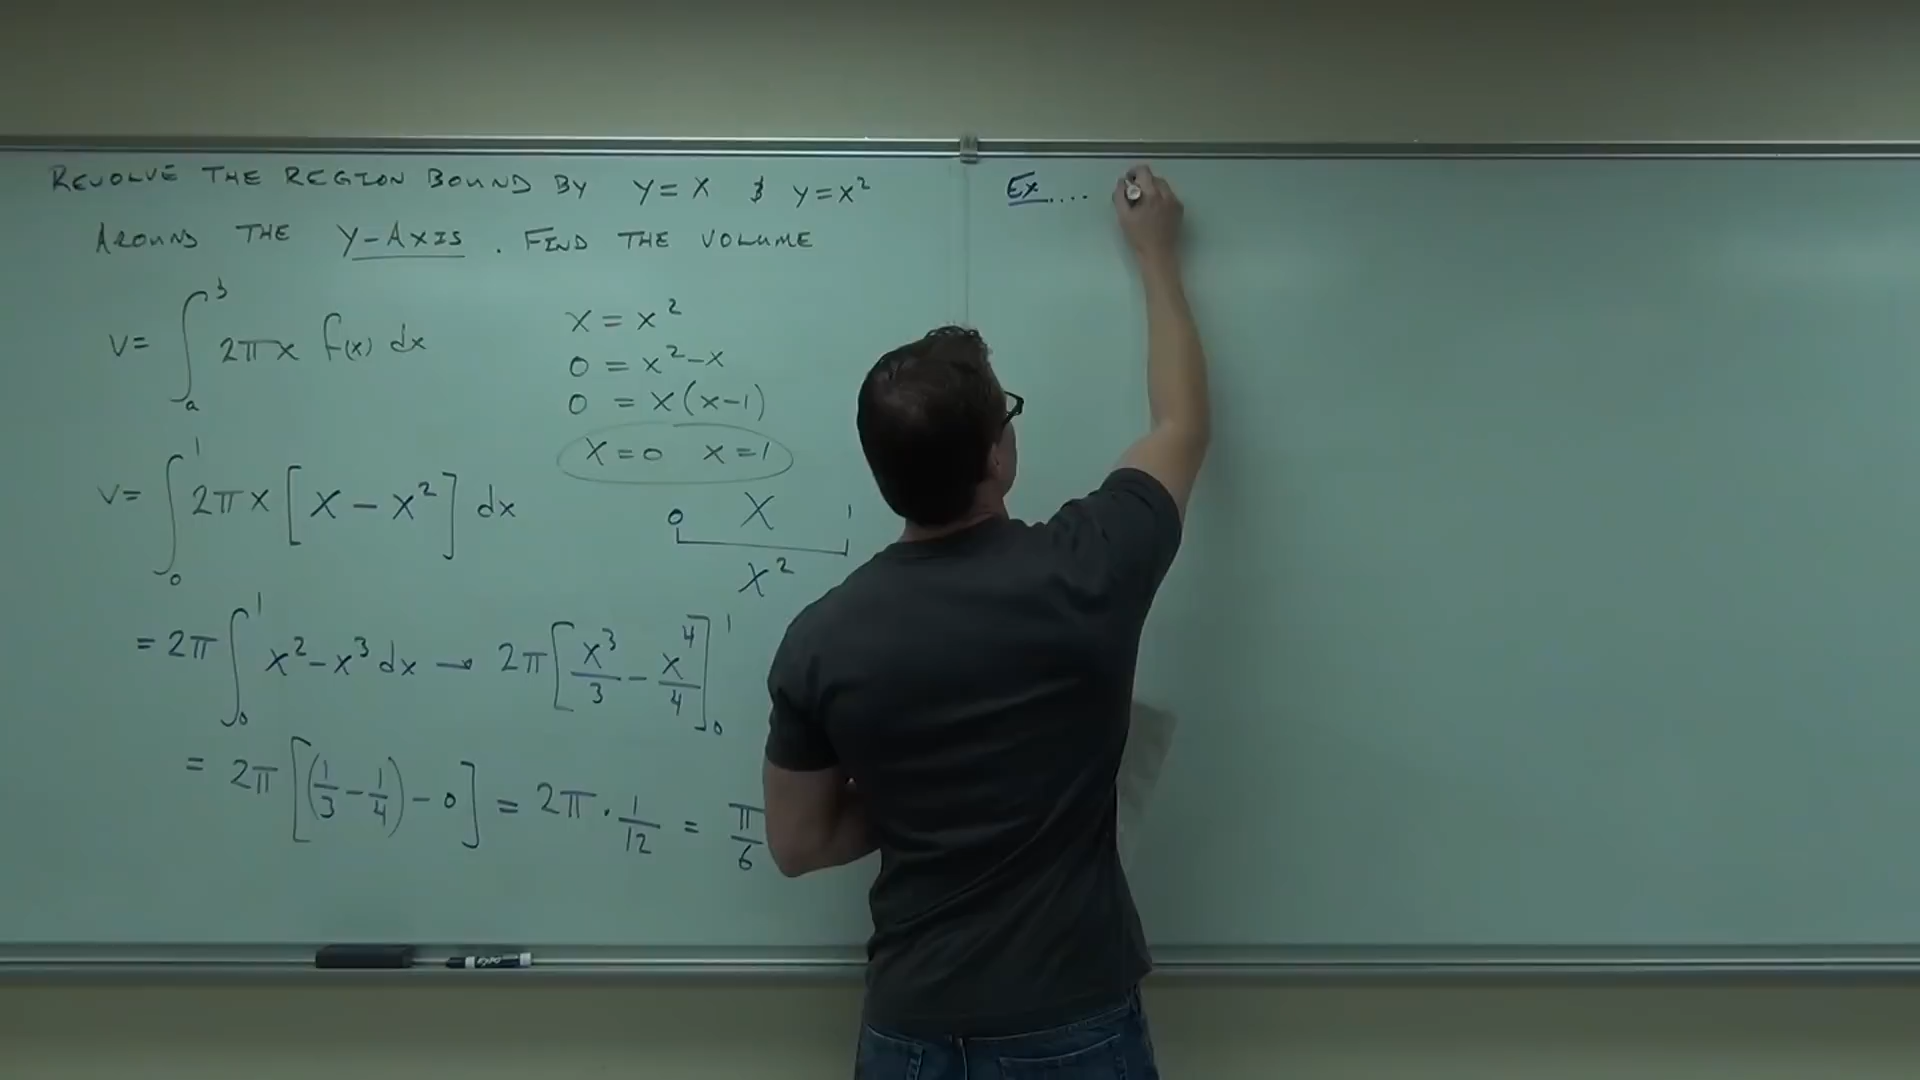 REVOLVE THE REGION BOUND BY y = x & y = x²
AROUND THE Y-AXIS. FIND THE VOLUME
V = ∫ₐᵇ 2πx f(x) dx
x = x²
0 = x² - x
0 = x(x-1)
x = 0 x = 1
V = ∫₀¹ 2πx [x - x²] dx
0 x 1
x²
= 2π ∫₀¹ x² - x³ dx → 2π [x³/3 - x⁴/4]₀¹
= 2π [(1/3 - 1/4) - 0] = 2π · 1/12 = π/6
Ex....
EXPO